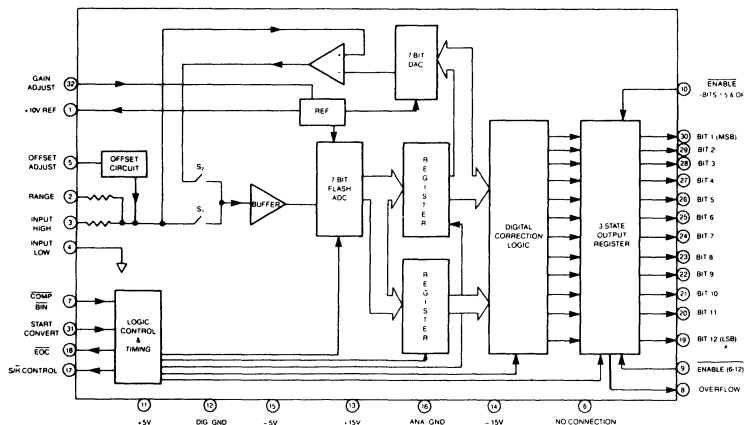 GAIN
ADJUST
32
+10V REF
1
OFFSET
ADJUST
5
OFFSET
CIRCUIT
RANGE
2
INPUT
HIGH
3
INPUT
LOW
4
COMP
BIN
7
START
CONVERT
31
EOC
18
S/H CONTROL
17
LOGIC
CONTROL
&
TIMING
S2
S1
BUFFER
+
-
REF
7 BIT
FLASH
ADC
7 BIT
DAC
REGISTER
REGISTER
DIGITAL
CORRECTION
LOGIC
3 STATE
OUTPUT
REGISTER
10
ENABLE
30 BIT 1 (MSB)
29 BIT 2
28 BIT 3
27 BIT 4
26 BIT 5
25 BIT 6
24 BIT 7
23 BIT 8
22 BIT 9
21 BIT 10
20 BIT 11
19 BIT 12 (LSB)
9 ENABLE (6-12)
8 OVERFLOW
11 12 15 13 16 14 6
+5V DIG GND -5V +15V ANA GND -15V NO CONNECTION